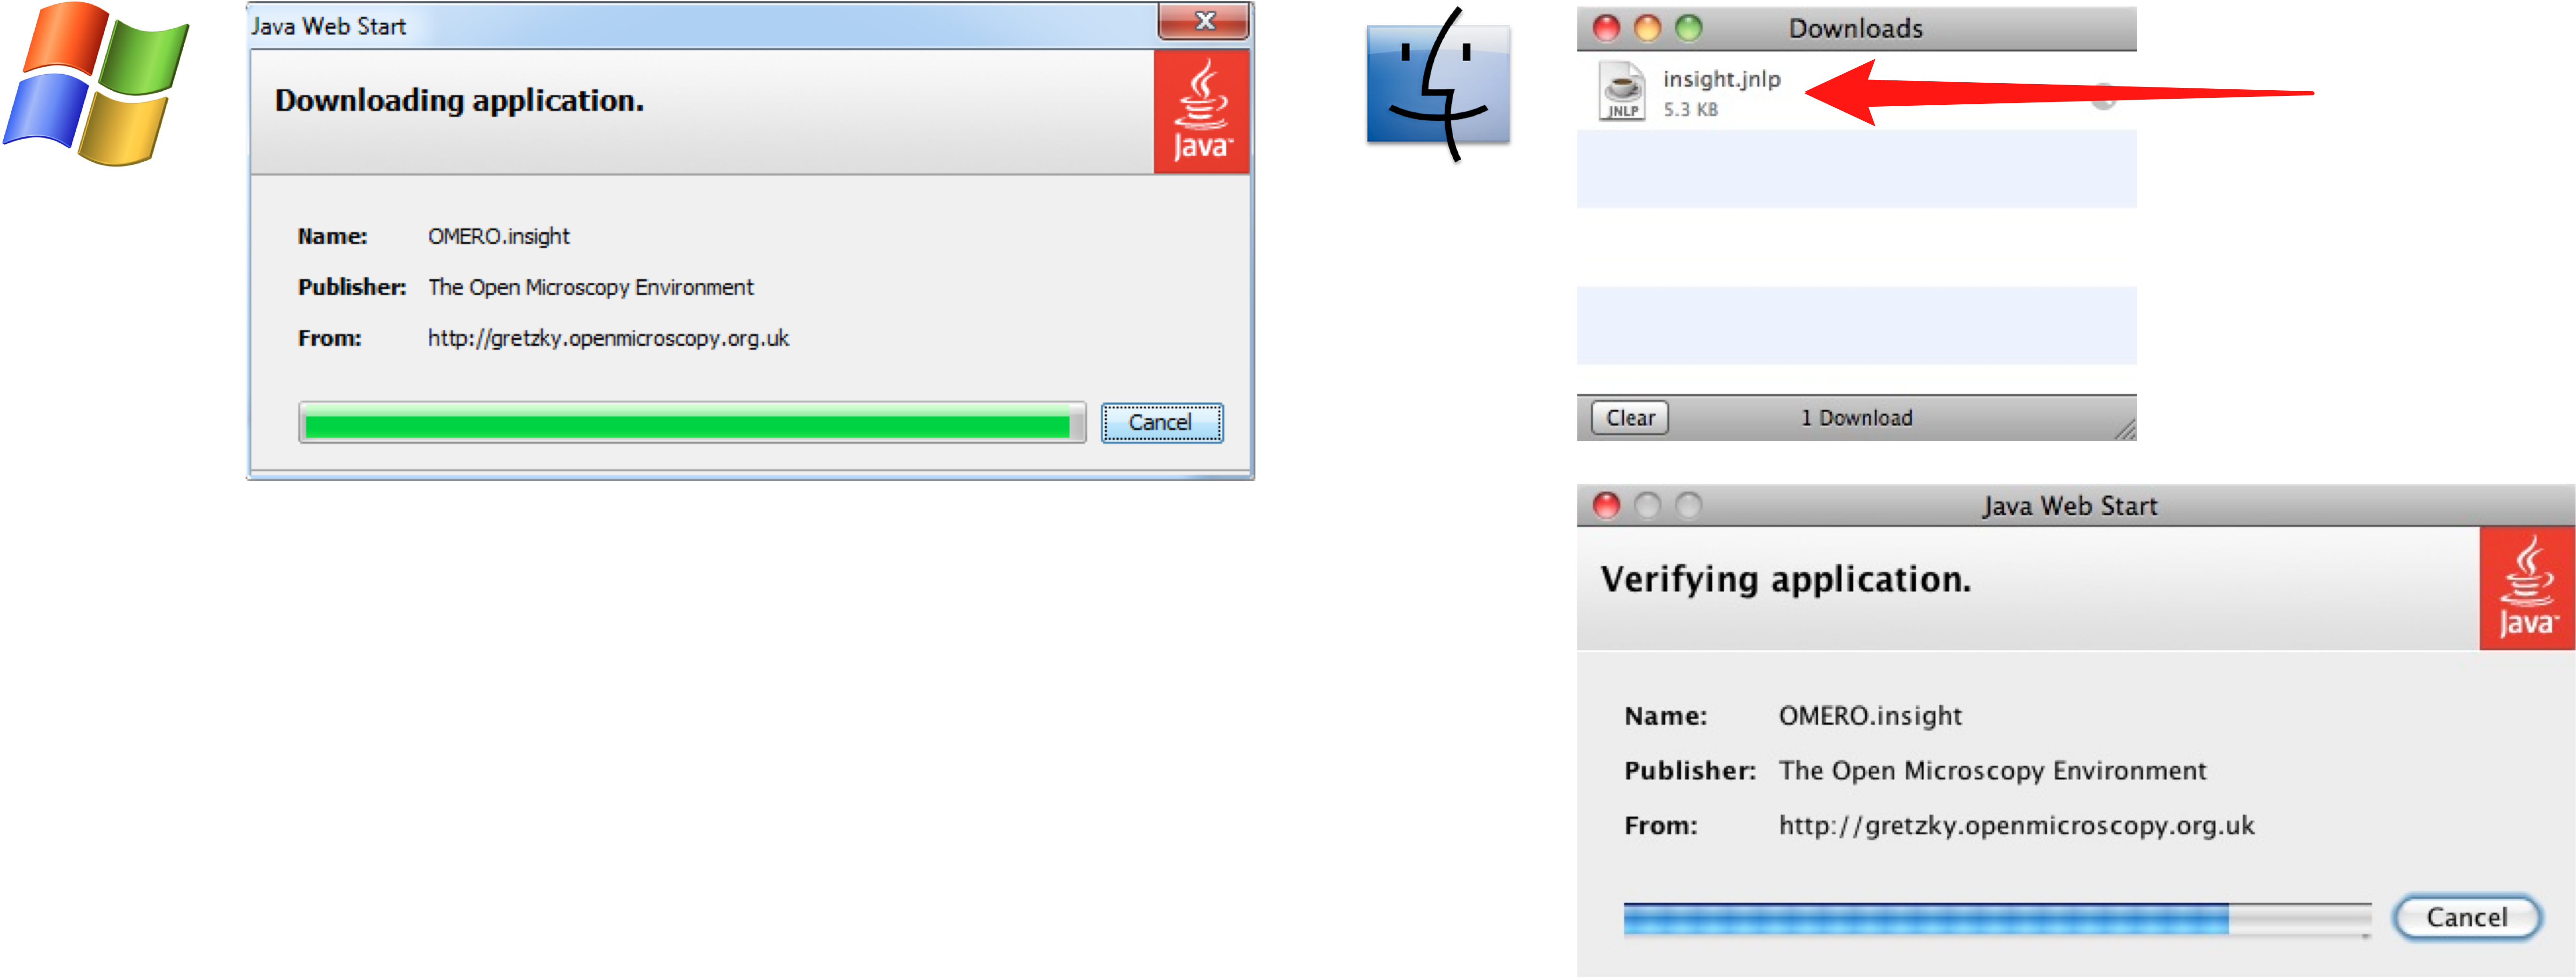 Java Web Start
Downloading application.
Java™
Name: OMERO.insight
Publisher: The Open Microscopy Environment
From: http://gretzky.openmicroscopy.org.uk
Cancel
Downloads
insight.jnlp
JNLP
5.3 KB
Clear
1 Download
Java Web Start
Verifying application.
Java™
Name: OMERO.insight
Publisher: The Open Microscopy Environment
From: http://gretzky.openmicroscopy.org.uk
Cancel